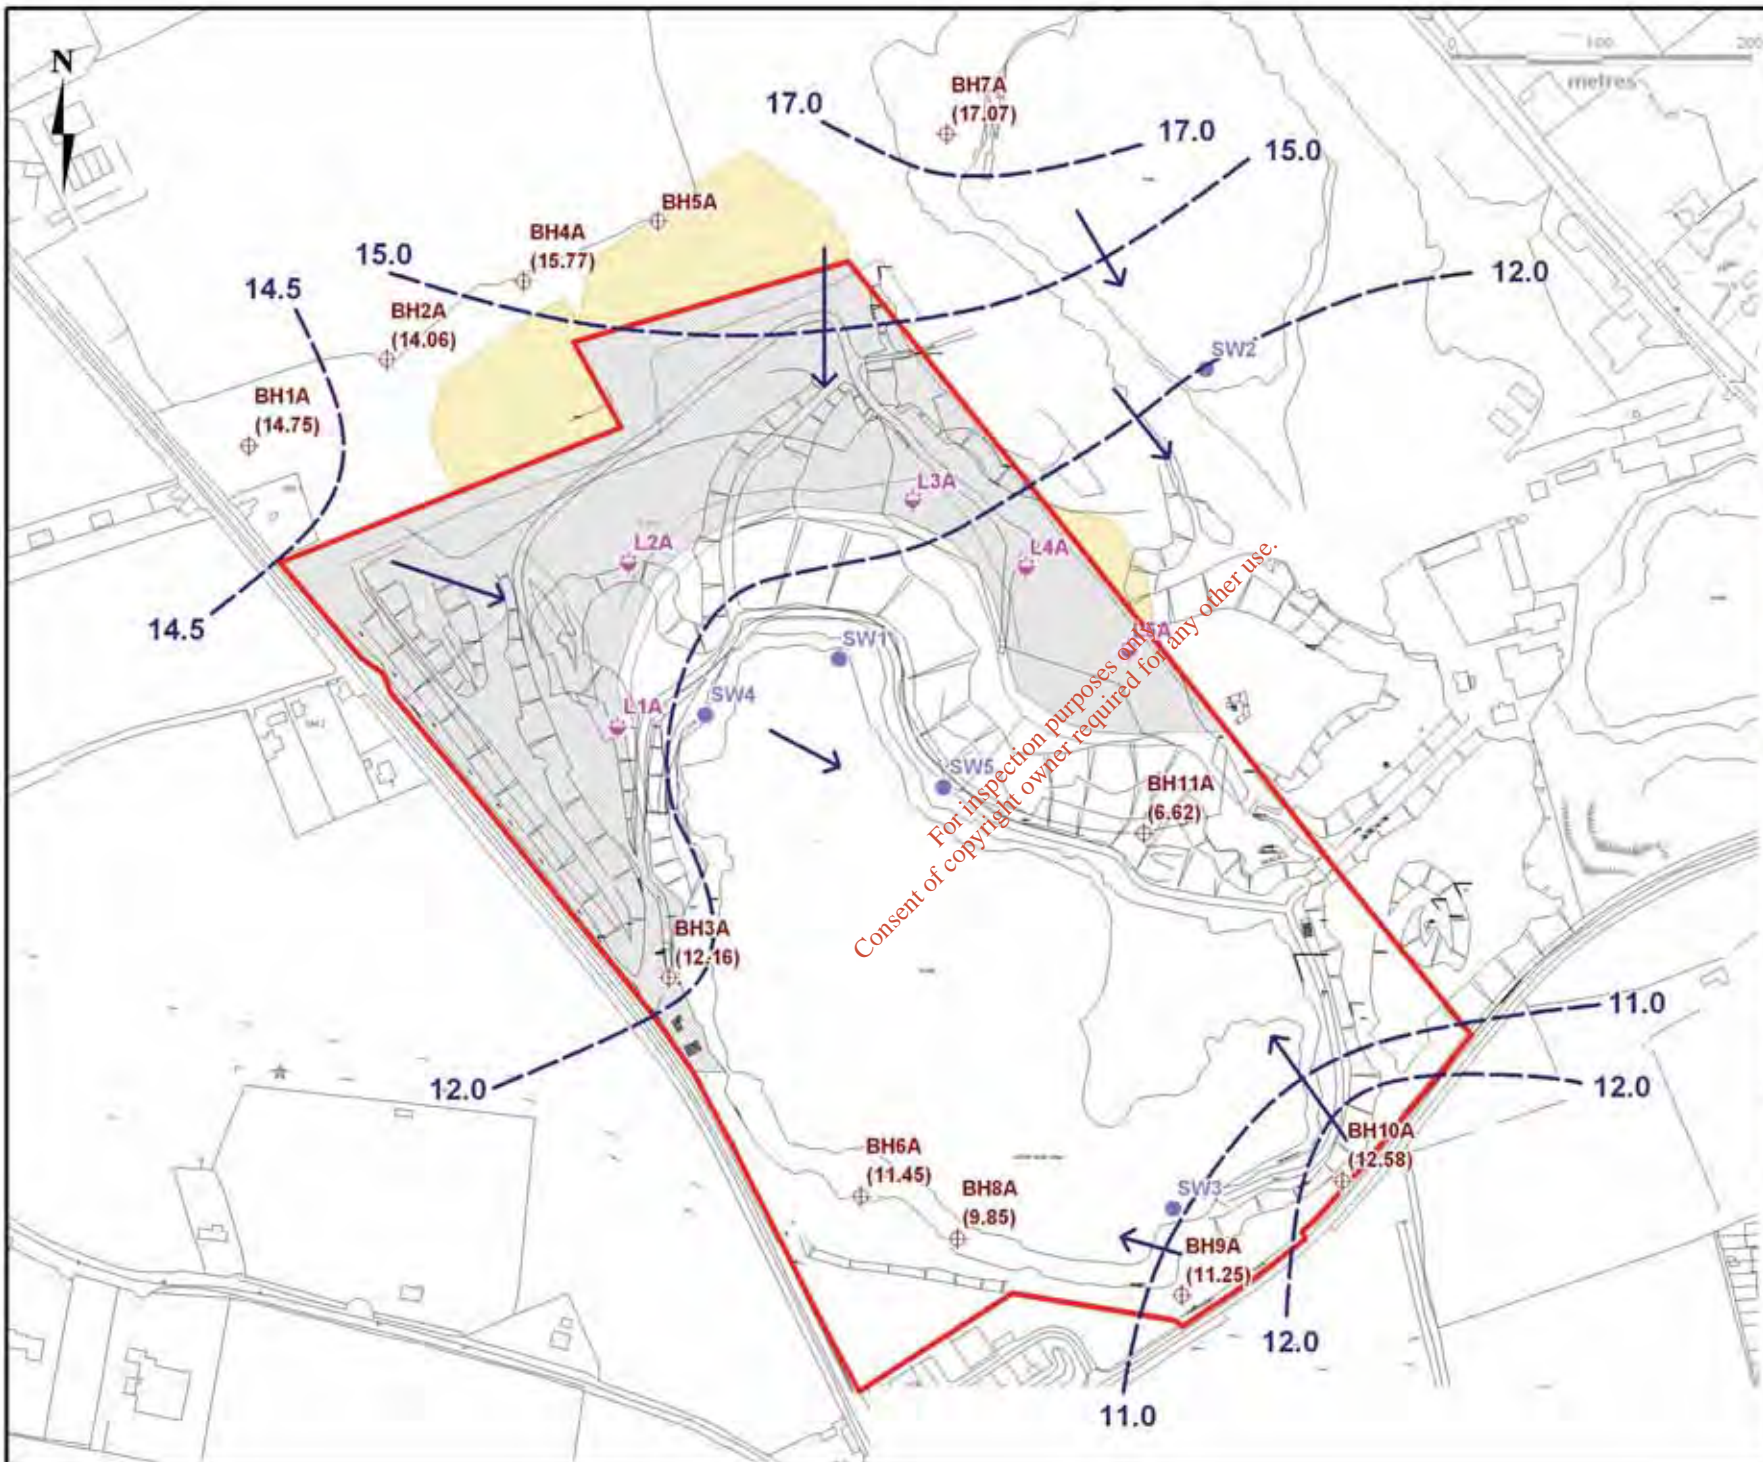 N
0 100 200
metres
BH7A
(17.07)
17.0
17.0
15.0
BH5A
BH4A
(15.77)
15.0
14.5
12.0
BH2A
(14.06)
SW2
BH1A
(14.75)
L3A
L2A
L4A
14.5
L5A
SW1
SW4
L1A
SW5
BH11A
(6.62)
For inspection purposes only.
Consent of copyright owner required for any other use.
BH3A
(12.16)
11.0
12.0
12.0
BH10A
(12.58)
BH6A
(11.45)
BH8A
(9.85)
SW3
BH9A
(11.25)
12.0
11.0